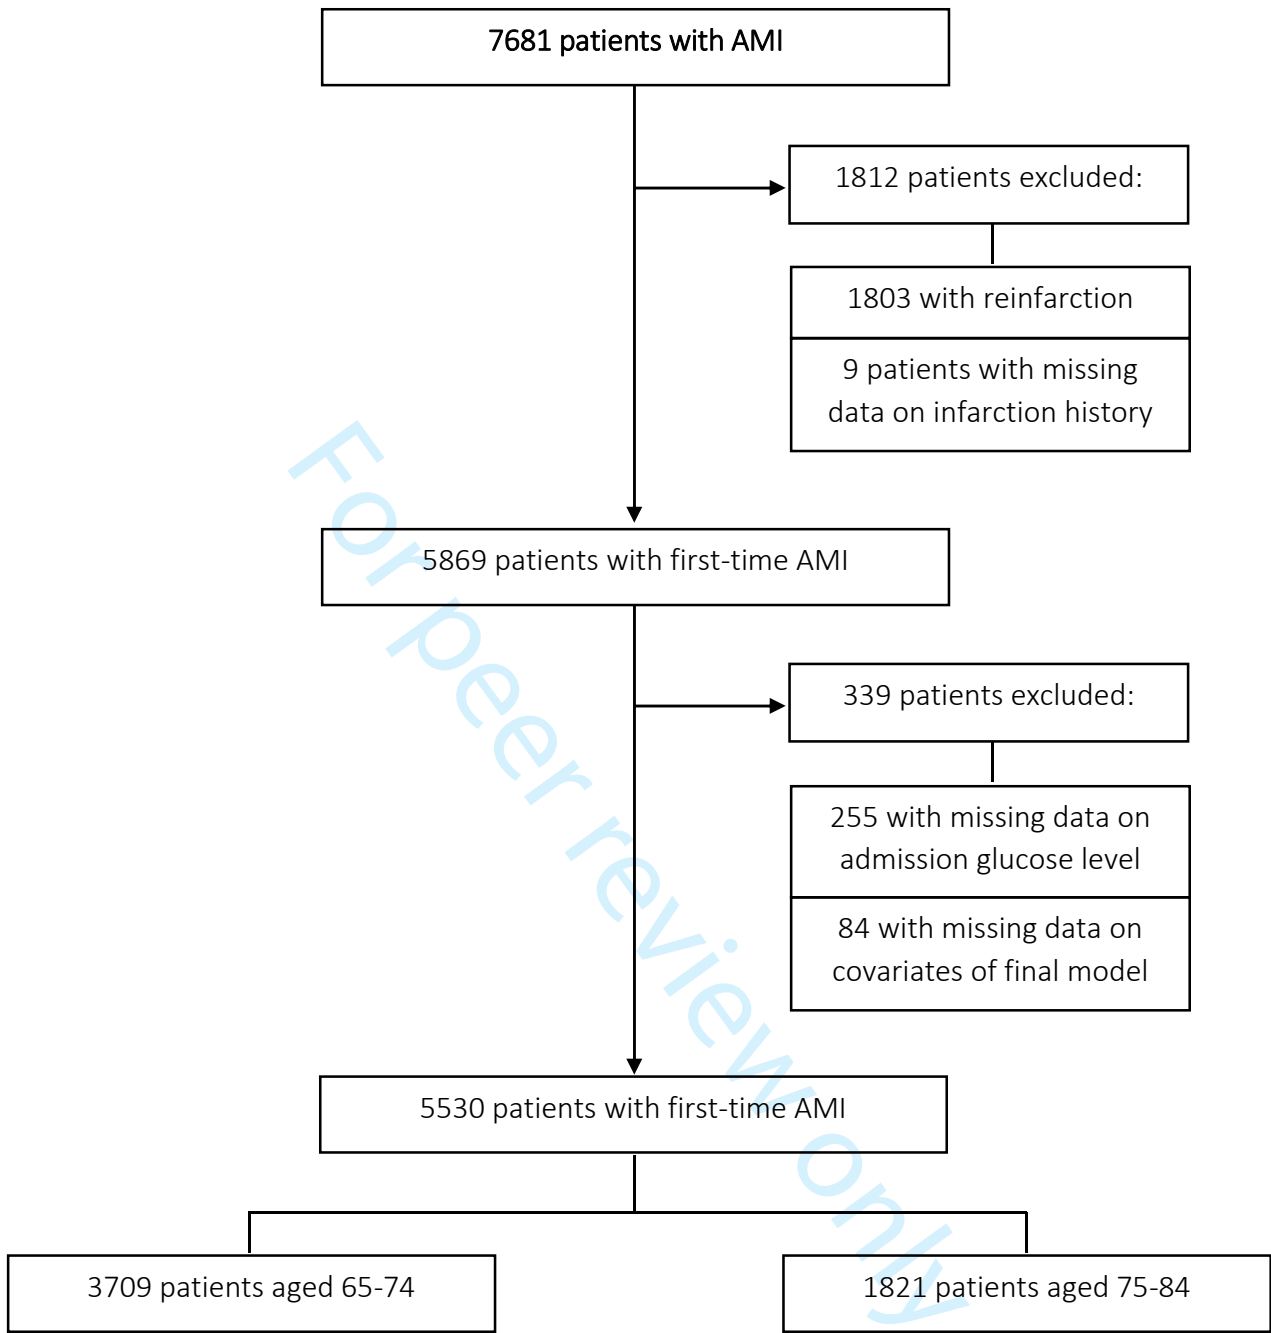 7681 patients with AMI
1812 patients excluded:
1803 with reinfarction
9 patients with missing
data on infarction history
5869 patients with first-time AMI
339 patients excluded:
255 with missing data on
admission glucose level
84 with missing data on
covariates of final model
5530 patients with first-time AMI
3709 patients aged 65-74
1821 patients aged 75-84
For peer review only